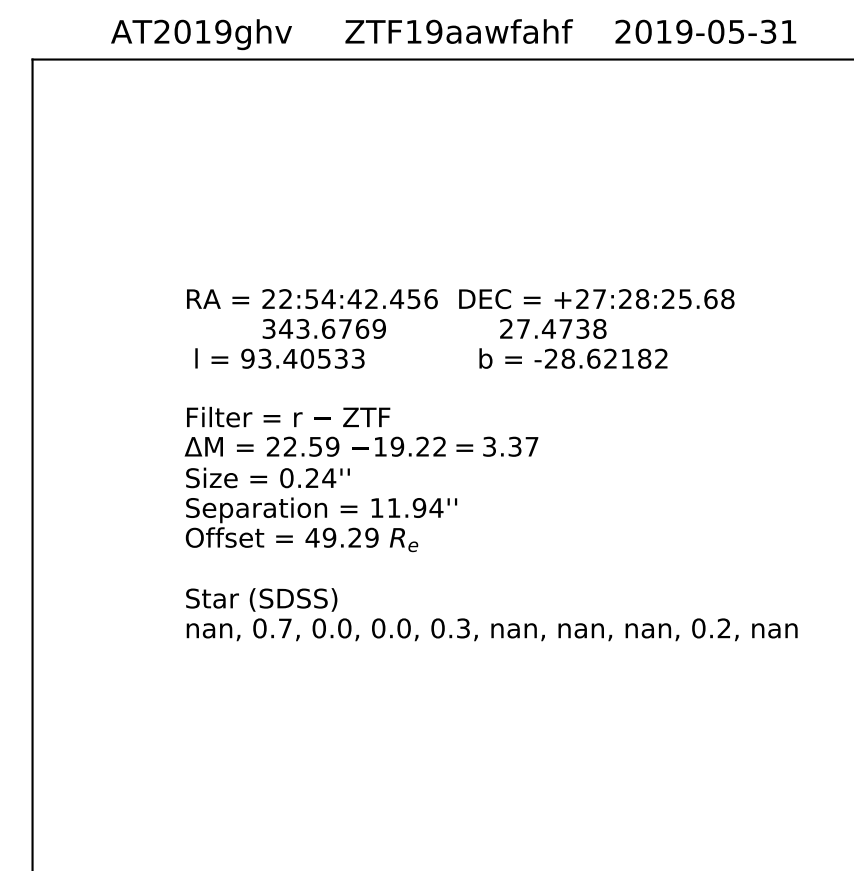 AT2019ghv ZTF19aawfahf 2019-05-31
RA = 22:54:42.456 DEC = +27:28:25.68
343.6769 27.4738
l = 93.40533 b = -28.62182
Filter = r − ZTF
ΔM = 22.59 −19.22 = 3.37
Size = 0.24''
Separation = 11.94''
Offset = 49.29 Re
Star (SDSS)
nan, 0.7, 0.0, 0.0, 0.3, nan, nan, nan, 0.2, nan